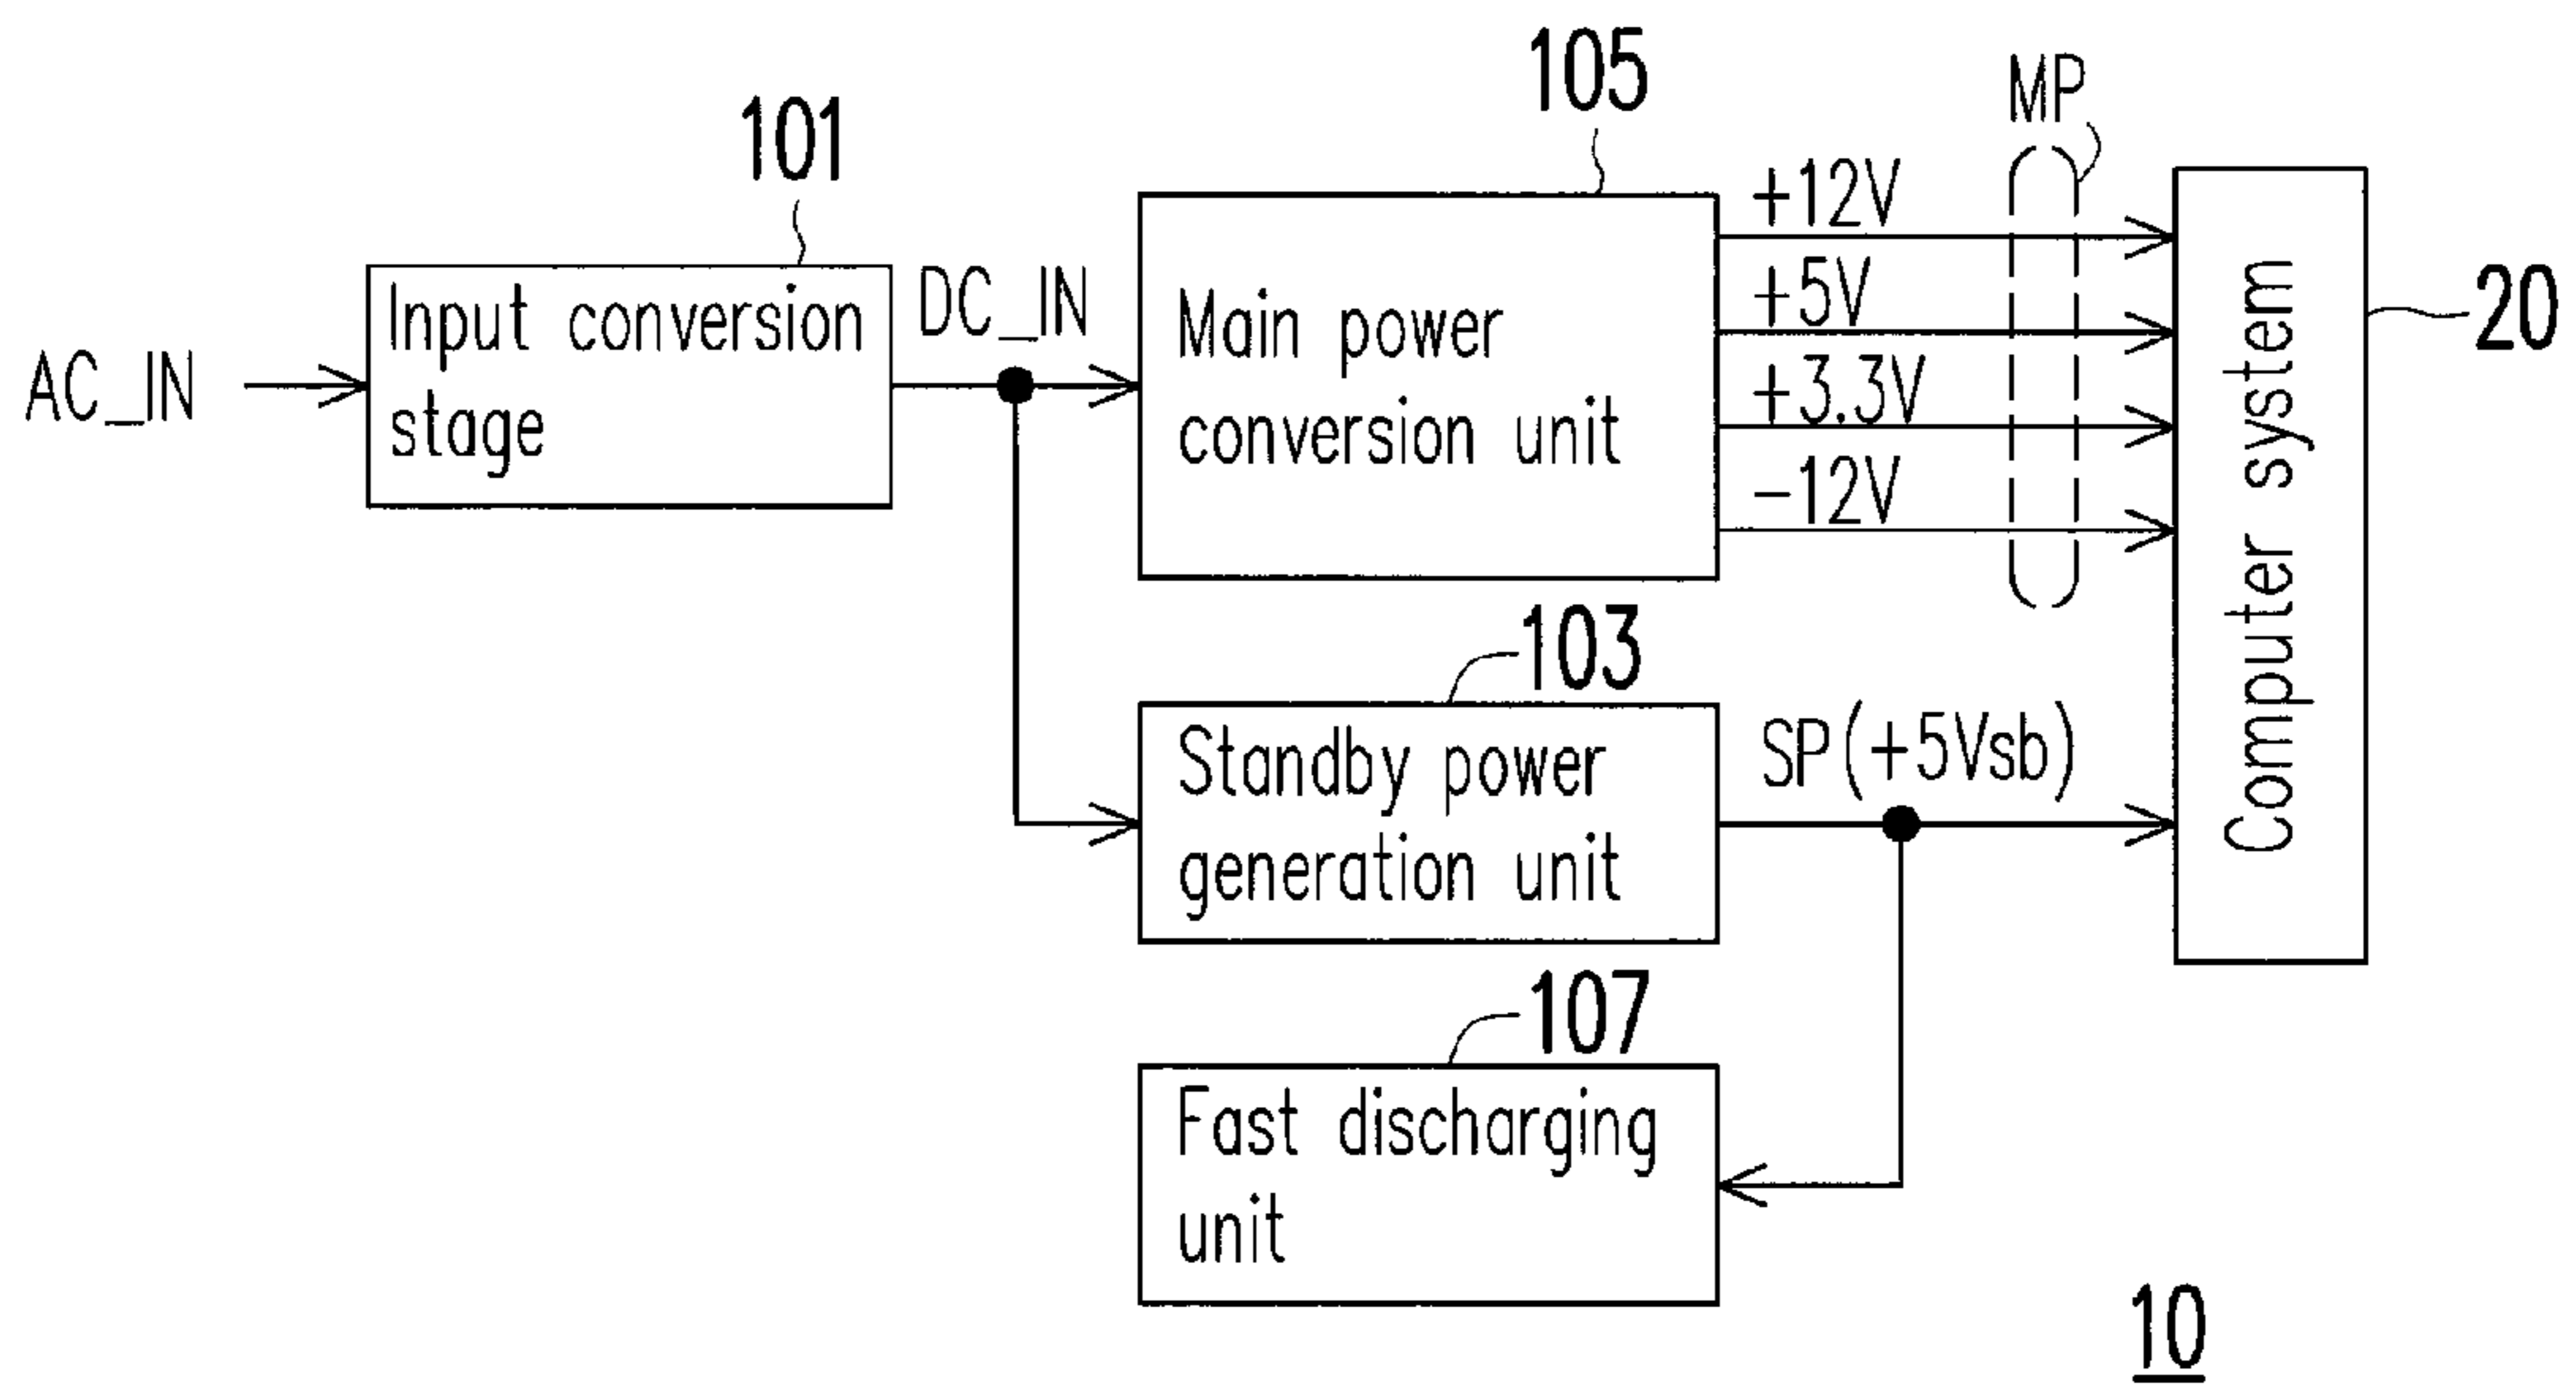 105
MP
101
+12V
Input conversion
stage
DC_IN
AC_IN
Main power
conversion unit
+5V
+3.3V
-12V
Computer system
20
103
Standby power
generation unit
SP(+5Vsb)
107
Fast discharging
unit
10